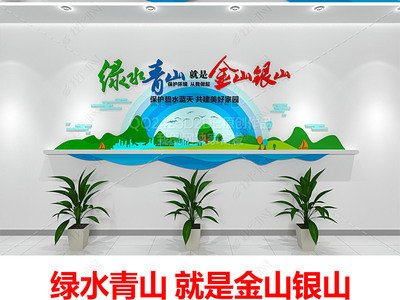 绿水青山 就是 金山银山
保护环境 从我做起
保护碧水蓝天 共建美好家园
绿水青山 就是金山银山